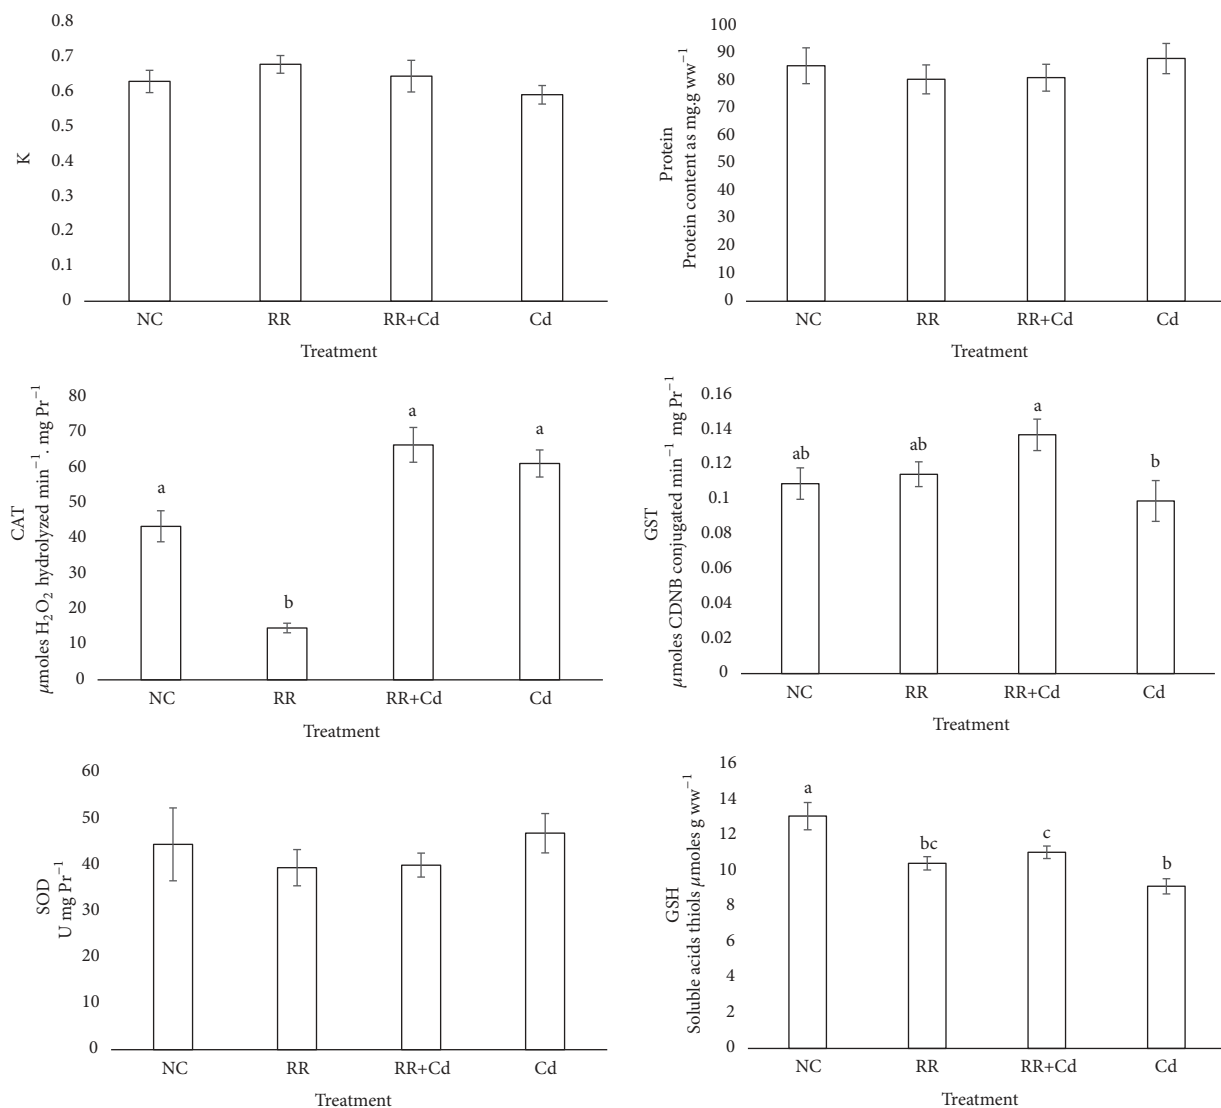 K
0.8
0.7
0.6
0.5
0.4
0.3
0.2
0.1
0
NC RR RR+Cd Cd
Treatment
Protein
Protein content as mg.g ww⁻¹
100
90
80
70
60
50
40
30
20
10
0
NC RR RR+Cd Cd
Treatment
CAT
μmoles H₂O₂ hydrolyzed min⁻¹. mg Pr⁻¹
80
70
60
50
40
30
20
10
0
a b a a
NC RR RR+Cd Cd
Treatment
GST
μmoles CDNB conjugated min⁻¹ mg Pr⁻¹
0.16
0.14
0.12
0.1
0.08
0.06
0.04
0.02
0
ab ab a b
NC RR RR+Cd Cd
Treatment
SOD
U mg Pr⁻¹
60
50
40
30
20
10
0
NC RR RR+Cd Cd
Treatment
GSH
Soluble acids thiols μmoles g ww⁻¹
16
14
12
10
8
6
4
2
0
a bc c b
NC RR RR+Cd Cd
Treatment